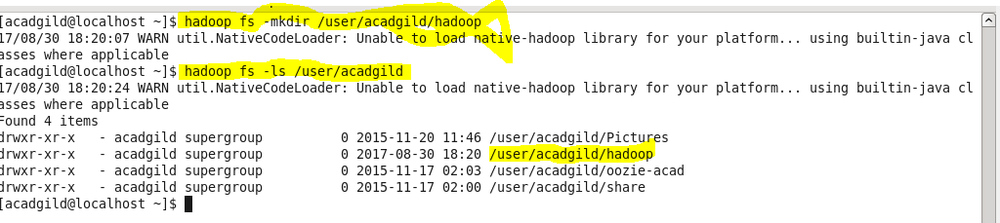 [acadgild@localhost ~]$ hadoop fs -mkdir /user/acadgild/hadoop
17/08/30 18:20:07 WARN util.NativeCodeLoader: Unable to load native-hadoop library for your platform... using builtin-java cl
asses where applicable
[acadgild@localhost ~]$ hadoop fs -ls /user/acadgild
17/08/30 18:20:24 WARN util.NativeCodeLoader: Unable to load native-hadoop library for your platform... using builtin-java cl
asses where applicable
Found 4 items
drwxr-xr-x   - acadgild supergroup          0 2015-11-20 11:46 /user/acadgild/Pictures
drwxr-xr-x   - acadgild supergroup          0 2017-08-30 18:20 /user/acadgild/hadoop
drwxr-xr-x   - acadgild supergroup          0 2015-11-17 02:03 /user/acadgild/oozie-acad
drwxr-xr-x   - acadgild supergroup          0 2015-11-17 02:00 /user/acadgild/share
[acadgild@localhost ~]$